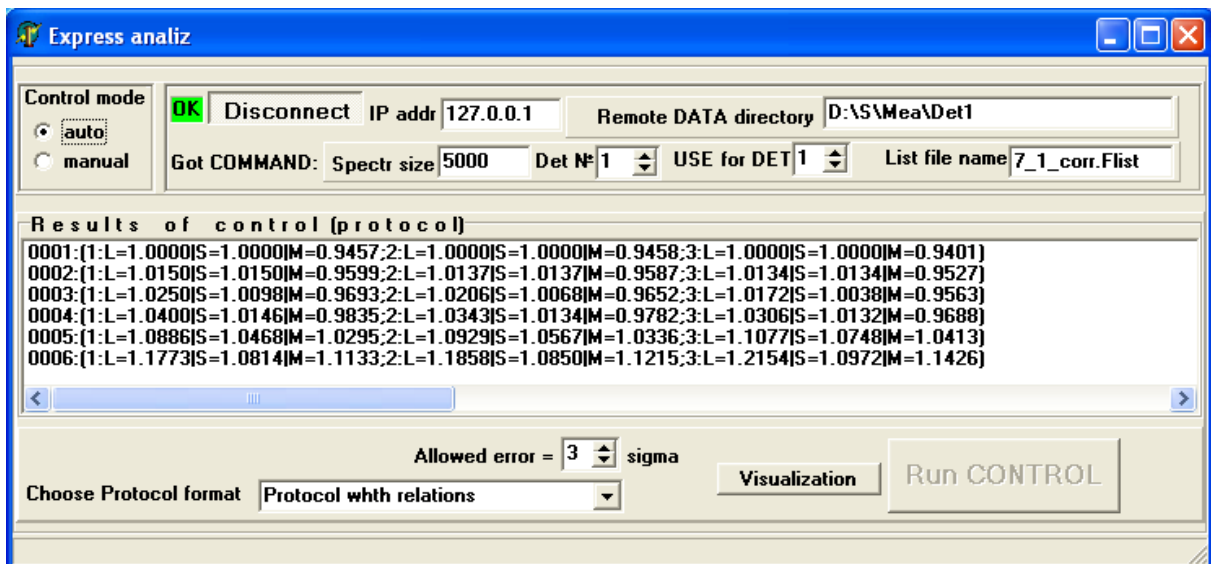 Express analiz
Control mode
auto
manual
OK Disconnect IP addr 127.0.0.1 Remote DATA directory D:\S\Mea\Det1
Got COMMAND: Spectr size 5000 Det № 1 USE for DET 1 List file name 7_1_corr.Flist
Results of control (protocol)
0001:(1:L=1.0000|S=1.0000|M=0.9457;2:L=1.0000|S=1.0000|M=0.9458;3:L=1.0000|S=1.0000|M=0.9401)
0002:(1:L=1.0150|S=1.0150|M=0.9599;2:L=1.0137|S=1.0137|M=0.9587;3:L=1.0134|S=1.0134|M=0.9527)
0003:(1:L=1.0250|S=1.0098|M=0.9693;2:L=1.0206|S=1.0068|M=0.9652;3:L=1.0172|S=1.0038|M=0.9563)
0004:(1:L=1.0400|S=1.0146|M=0.9835;2:L=1.0343|S=1.0134|M=0.9782;3:L=1.0306|S=1.0132|M=0.9688)
0005:(1:L=1.0886|S=1.0468|M=1.0295;2:L=1.0929|S=1.0567|M=1.0336;3:L=1.1077|S=1.0748|M=1.0413)
0006:(1:L=1.1773|S=1.0814|M=1.1133;2:L=1.1858|S=1.0850|M=1.1215;3:L=1.2154|S=1.0972|M=1.1426)
Allowed error = 3 sigma
Choose Protocol format Protocol whth relations
Visualization
Run CONTROL